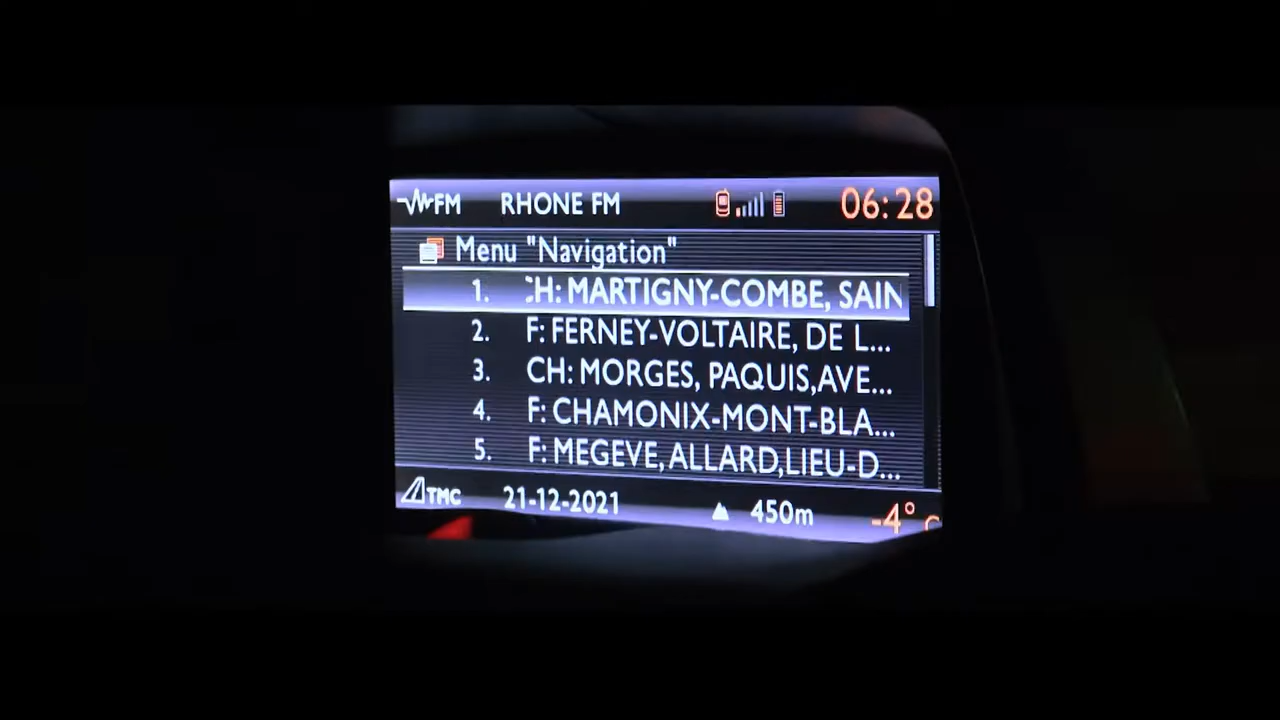 FM RHONE FM 06:28
Menu "Navigation"
1. CH: MARTIGNY-COMBE, SAIN
2. F: FERNEY-VOLTAIRE, DE L...
3. CH: MORGES, PAQUIS,AVE...
4. F: CHAMONIX-MONT-BLA...
5. F: MEGEVE,ALLARD,LIEU-D...
TMC 21-12-2021 450m -4° C